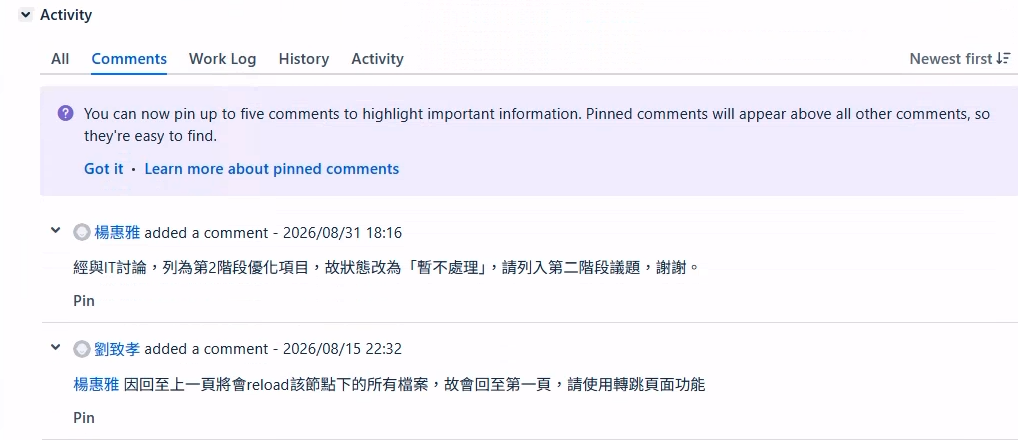 Activity
All Comments Work Log History Activity Newest first
You can now pin up to five comments to highlight important information. Pinned comments will appear above all other comments, so
they're easy to find.
Got it • Learn more about pinned comments
楊惠雅 added a comment - 2026/08/31 18:16
經與IT討論，列為第2階段優化項目，故狀態改為「暫不處理」，請列入第二階段議題，謝謝。
Pin
劉致孝 added a comment - 2026/08/15 22:32
楊惠雅 因回至上一頁將會reload該節點下的所有檔案，故會回至第一頁，請使用轉跳頁面功能
Pin